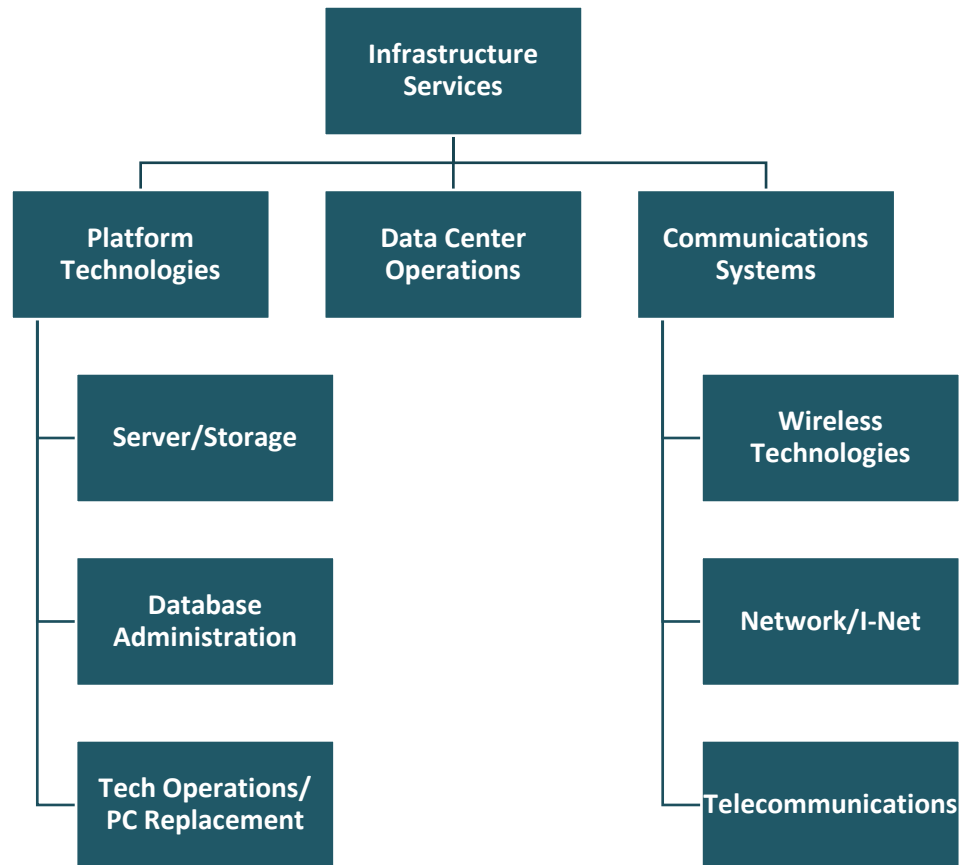 Infrastructure
Services
Platform
Technologies
Data Center
Operations
Communications
Systems
Server/Storage
Wireless
Technologies
Database
Administration
Network/I-Net
Tech Operations/
PC Replacement
Telecommunications